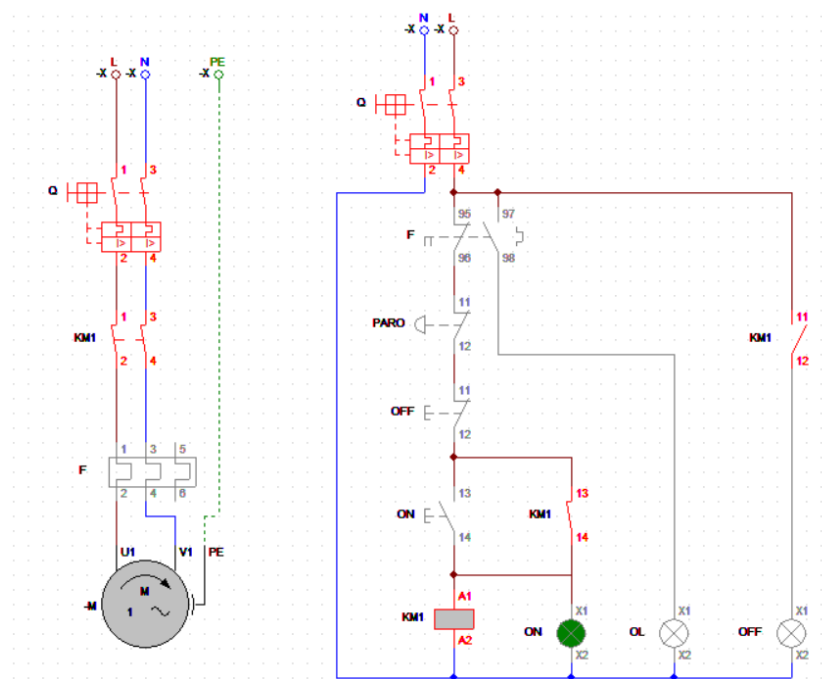 N L
-X -X
L N PE
-X -X -X
1 3
Q
I> I>
2 4
1 3
Q
I> I>
2 4
95 97
F
96 98
1 3
KM1
2 4
11
PARO
12
11
KM1
12
11
OFF
12
1 3 5
F
2 4 6
13 13
ON KM1
14 14
U1 V1 PE
M
-M 1
A1 X1 X1 X1
KM1 ON OL OFF
A2 X2 X2 X2